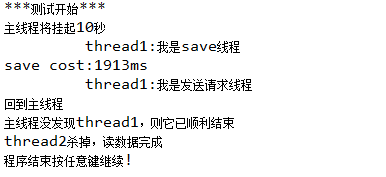 ***测试开始***
主线程将挂起10秒
thread1:我是save线程
save cost:1913ms
thread1:我是发送请求线程
回到主线程
主线程没发现thread1，则它已顺利结束
thread2杀掉，读数据完成
程序结束按任意键继续!